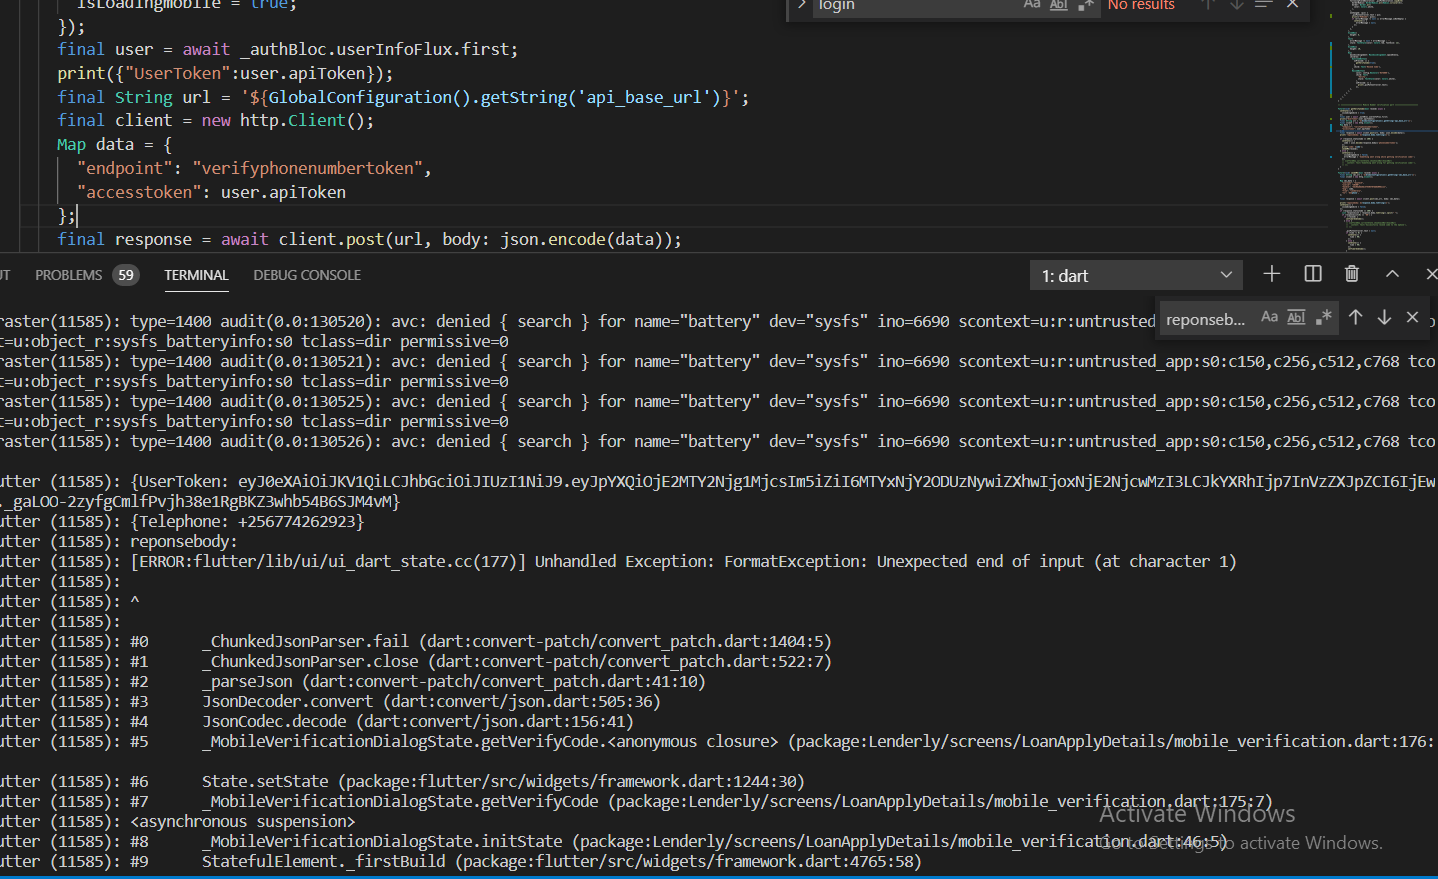 isLoadingmobile = true;
login
Aa Abl .*
No results
});
final user = await _authBloc.userInfoFlux.first;
print({"UserToken":user.apiToken});
final String url = '${GlobalConfiguration().getString('api_base_url')}';
final client = new http.Client();
Map data = {
"endpoint": "verifyphonenumbertoken",
"accesstoken": user.apiToken
};
final response = await client.post(url, body: json.encode(data));
UT PROBLEMS 59 TERMINAL DEBUG CONSOLE 1: dart
reponseb... Aa Abl .*
raster(11585): type=1400 audit(0.0:130520): avc: denied { search } for name="battery" dev="sysfs" ino=6690 scontext=u:r:untrusted
t=u:object_r:sysfs_batteryinfo:s0 tclass=dir permissive=0
raster(11585): type=1400 audit(0.0:130521): avc: denied { search } for name="battery" dev="sysfs" ino=6690 scontext=u:r:untrusted_app:s0:c150,c256,c512,c768 tco
t=u:object_r:sysfs_batteryinfo:s0 tclass=dir permissive=0
raster(11585): type=1400 audit(0.0:130525): avc: denied { search } for name="battery" dev="sysfs" ino=6690 scontext=u:r:untrusted_app:s0:c150,c256,c512,c768 tco
t=u:object_r:sysfs_batteryinfo:s0 tclass=dir permissive=0
raster(11585): type=1400 audit(0.0:130526): avc: denied { search } for name="battery" dev="sysfs" ino=6690 scontext=u:r:untrusted_app:s0:c150,c256,c512,c768 tco
utter (11585): {UserToken: eyJ0eXAiOiJKV1QiLCJhbGciOiJIUzI1NiJ9.eyJpYXQiOjE2MTY2Njg1MjcsIm5iZiI6MTYxNjY2ODUzNywiZXhwIjoxNjE2NjcwMzI3LCJkYXRhIjp7InVzZXJpZCI6IjEw
._gaLOO-2zyfgCmlfPvjh38e1RgBKZ3whb54B6SJM4vM}
utter (11585): {Telephone: +256774262923}
utter (11585): reponsebody:
utter (11585): [ERROR:flutter/lib/ui/ui_dart_state.cc(177)] Unhandled Exception: FormatException: Unexpected end of input (at character 1)
utter (11585):
utter (11585): ^
utter (11585):
utter (11585): #0 _ChunkedJsonParser.fail (dart:convert-patch/convert_patch.dart:1404:5)
utter (11585): #1 _ChunkedJsonParser.close (dart:convert-patch/convert_patch.dart:522:7)
utter (11585): #2 _parseJson (dart:convert-patch/convert_patch.dart:41:10)
utter (11585): #3 JsonDecoder.convert (dart:convert/json.dart:505:36)
utter (11585): #4 JsonCodec.decode (dart:convert/json.dart:156:41)
utter (11585): #5 _MobileVerificationDialogState.getVerifyCode.<anonymous closure> (package:Lenderly/screens/LoanApplyDetails/mobile_verification.dart:176:
utter (11585): #6 State.setState (package:flutter/src/widgets/framework.dart:1244:30)
utter (11585): #7 _MobileVerificationDialogState.getVerifyCode (package:Lenderly/screens/LoanApplyDetails/mobile_verification.dart:175:7)
utter (11585): <asynchronous suspension>
utter (11585): #8 _MobileVerificationDialogState.initState (package:Lenderly/screens/LoanApplyDetails/mobile_verification.dart:46:5)
utter (11585): #9 StatefulElement._firstBuild (package:flutter/src/widgets/framework.dart:4765:58)
Activate Windows
Go to Settings to activate Windows.